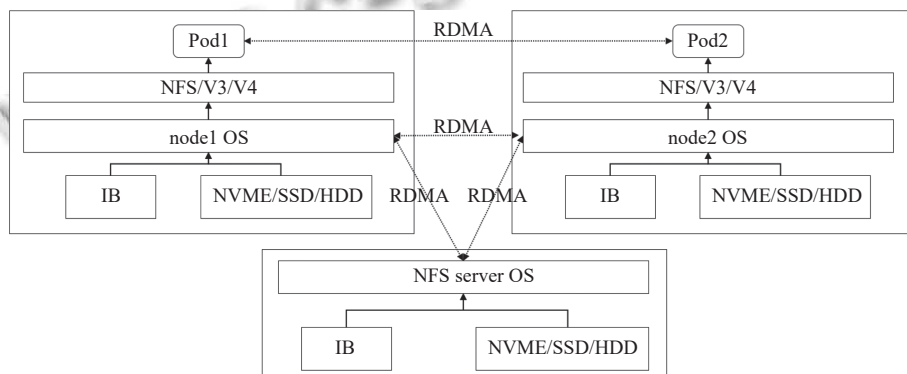 Pod1
RDMA
Pod2
NFS/V3/V4
NFS/V3/V4
node1 OS
RDMA
node2 OS
IB
NVME/SSD/HDD
RDMA
RDMA
IB
NVME/SSD/HDD
NFS server OS
IB
NVME/SSD/HDD